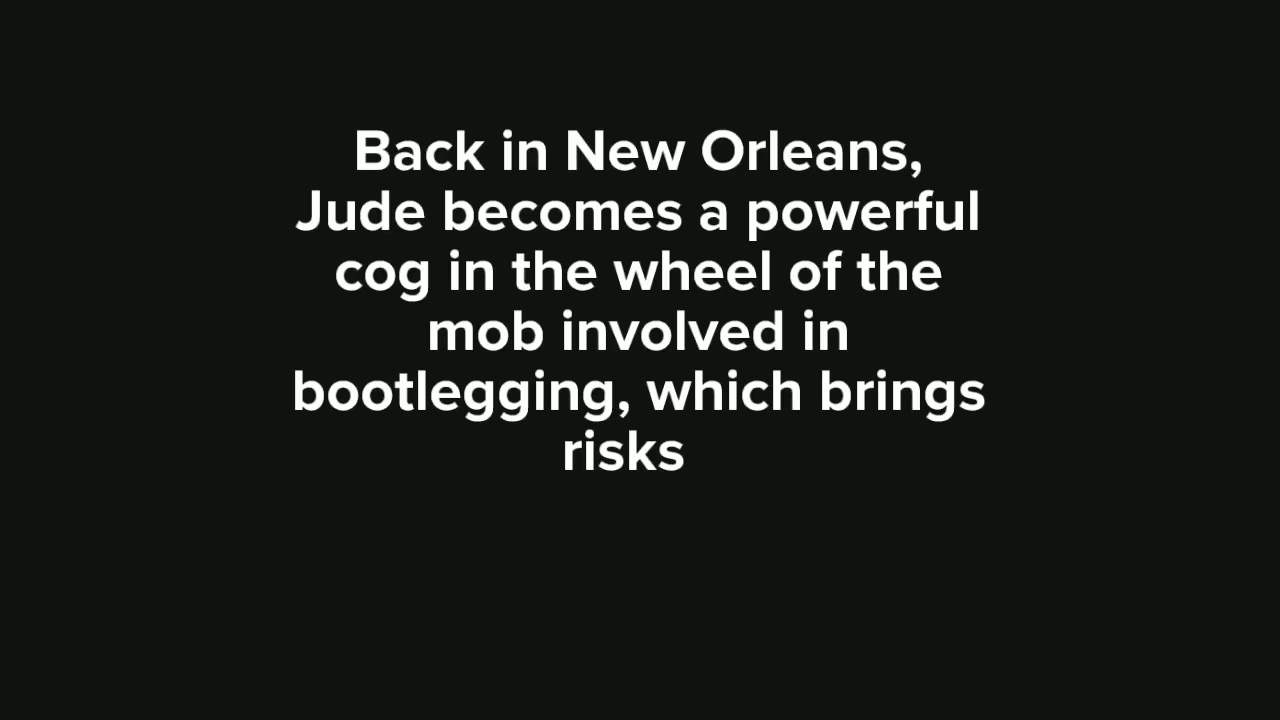 Back in New Orleans,
Jude becomes a powerful
cog in the wheel of the
mob involved in
bootlegging, which brings
risks